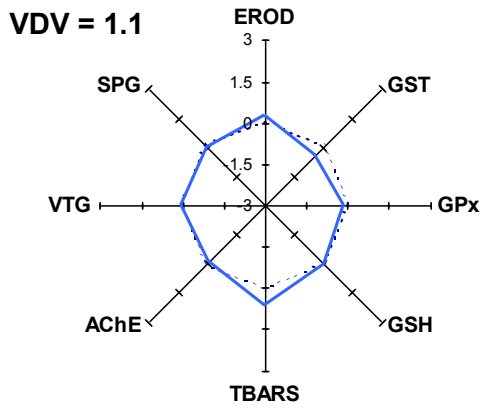 VDV = 1.1
EROD
3
1.5
0
-1.5
-3
SPG
GST
VTG
GPx
AChE
GSH
TBARS